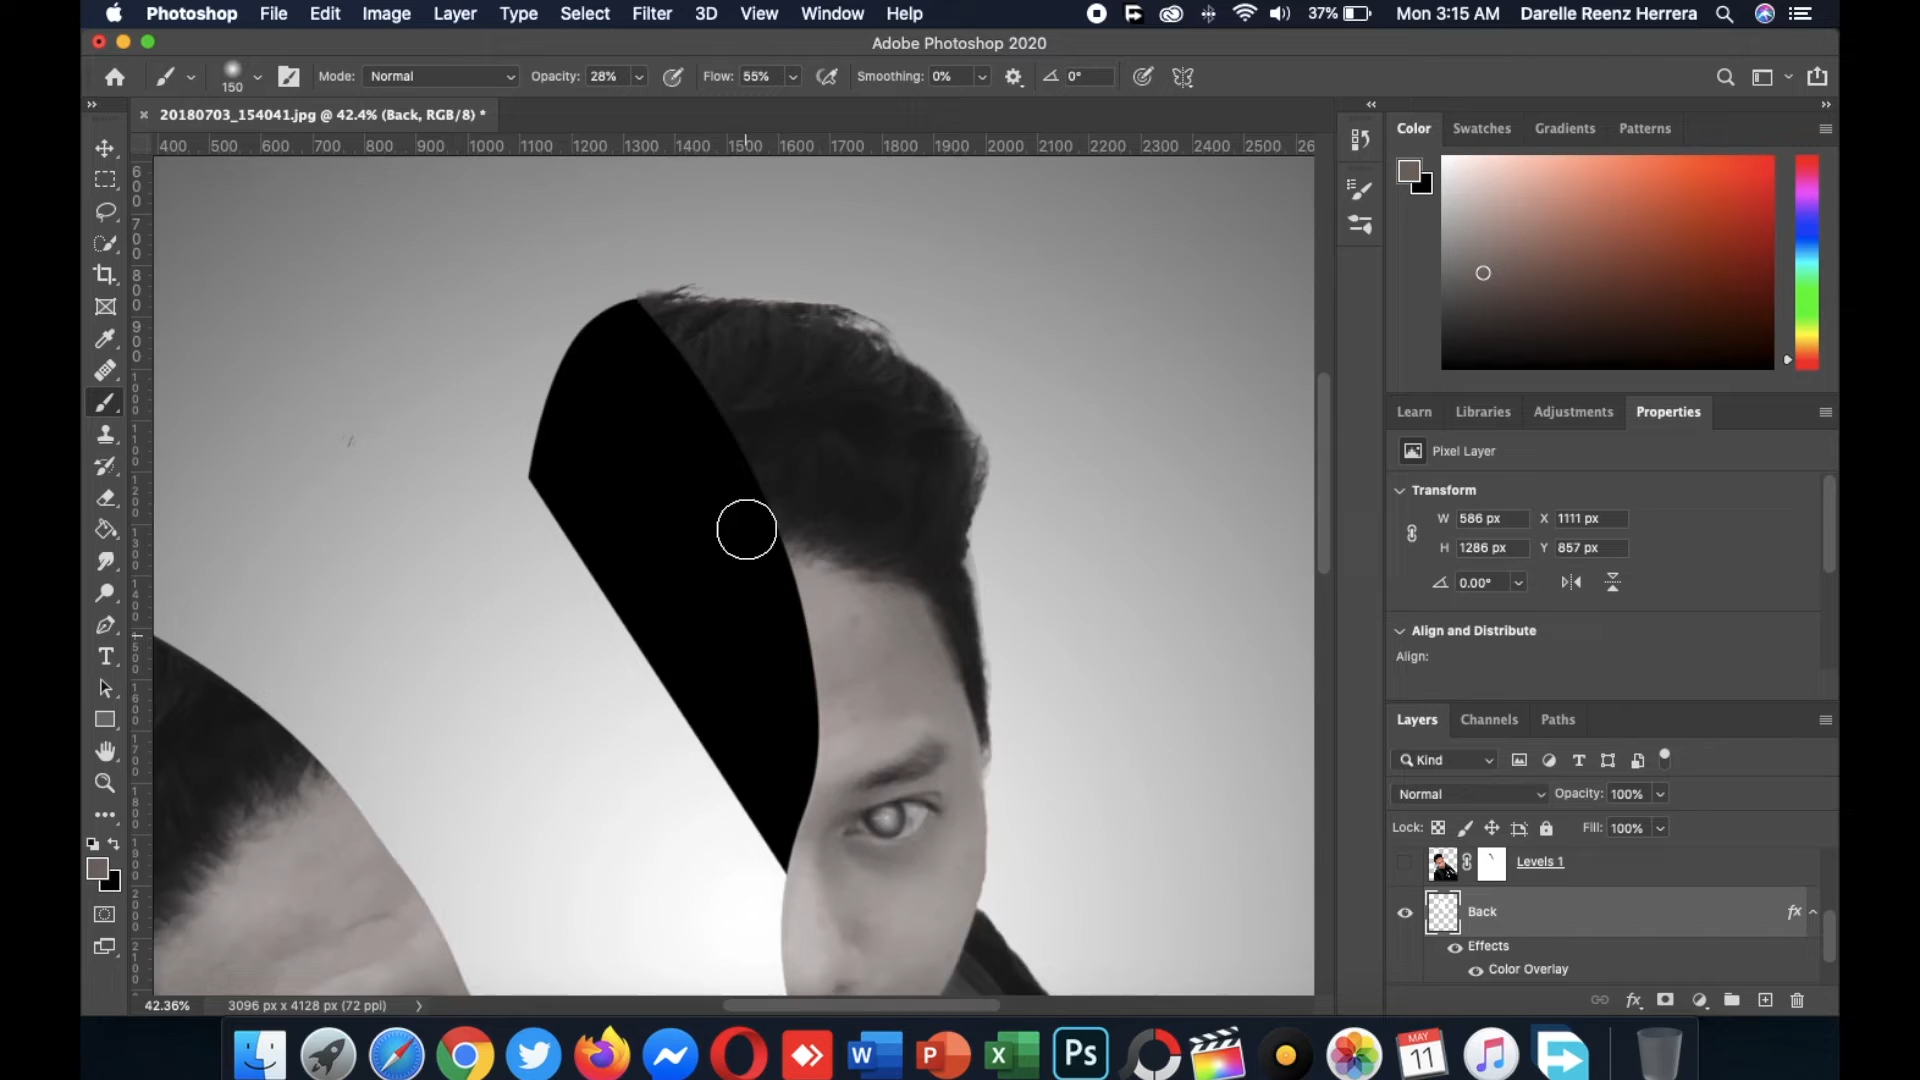 Photoshop File Edit Image Layer Type Select Filter 3D View Window Help 37% Mon 3:15 AM Darelle Reenz Herrera
Adobe Photoshop 2020
150 Mode: Normal Opacity: 28% Flow: 55% Smoothing: 0% 0°
20180703_154041.jpg @ 42.4% (Back, RGB/8) *
400 500 600 700 800 900 1000 1100 1200 1300 1400 1500 1600 1700 1800 1900 2000 2100 2200 2300 2400 2500 26
Color Swatches Gradients Patterns
Learn Libraries Adjustments Properties
Pixel Layer
Transform
W 586 px X 1111 px
H 1286 px Y 857 px
0.00°
Align and Distribute
Align:
Layers Channels Paths
Kind
Normal Opacity: 100%
Lock: Fill: 100%
Levels 1
Back fx
Effects
Color Overlay
42.36% 3096 px x 4128 px (72 ppi)
fx
W P X Ps MAY 11